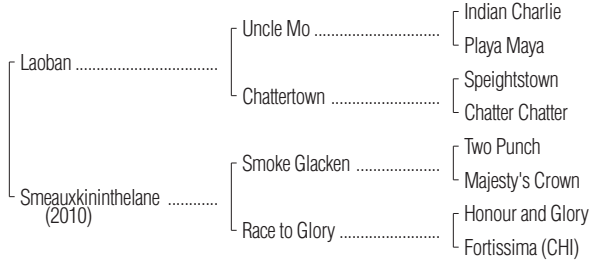 Indian Charlie
Uncle Mo ................................
Playa Maya
Laoban ..................................
Speightstown
Chattertown ..........................
Chatter Chatter
Two Punch
Smoke Glacken ....................
Majesty's Crown
Smeauxkininthelane ............
(2010)
Honour and Glory
Race to Glory ........................
Fortissima (CHI)